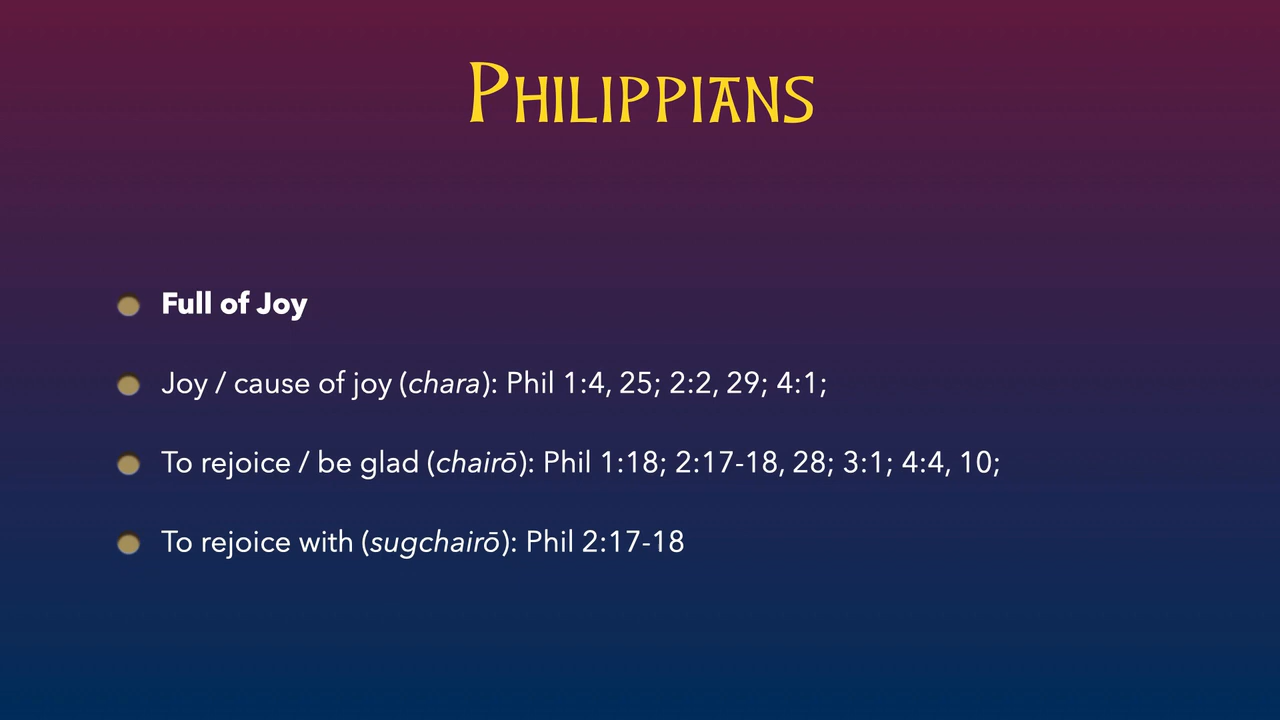 Philippians
Full of Joy
Joy / cause of joy (chara): Phil 1:4, 25; 2:2, 29; 4:1;
To rejoice / be glad (chairō): Phil 1:18; 2:17-18, 28; 3:1; 4:4, 10;
To rejoice with (sugchairō): Phil 2:17-18